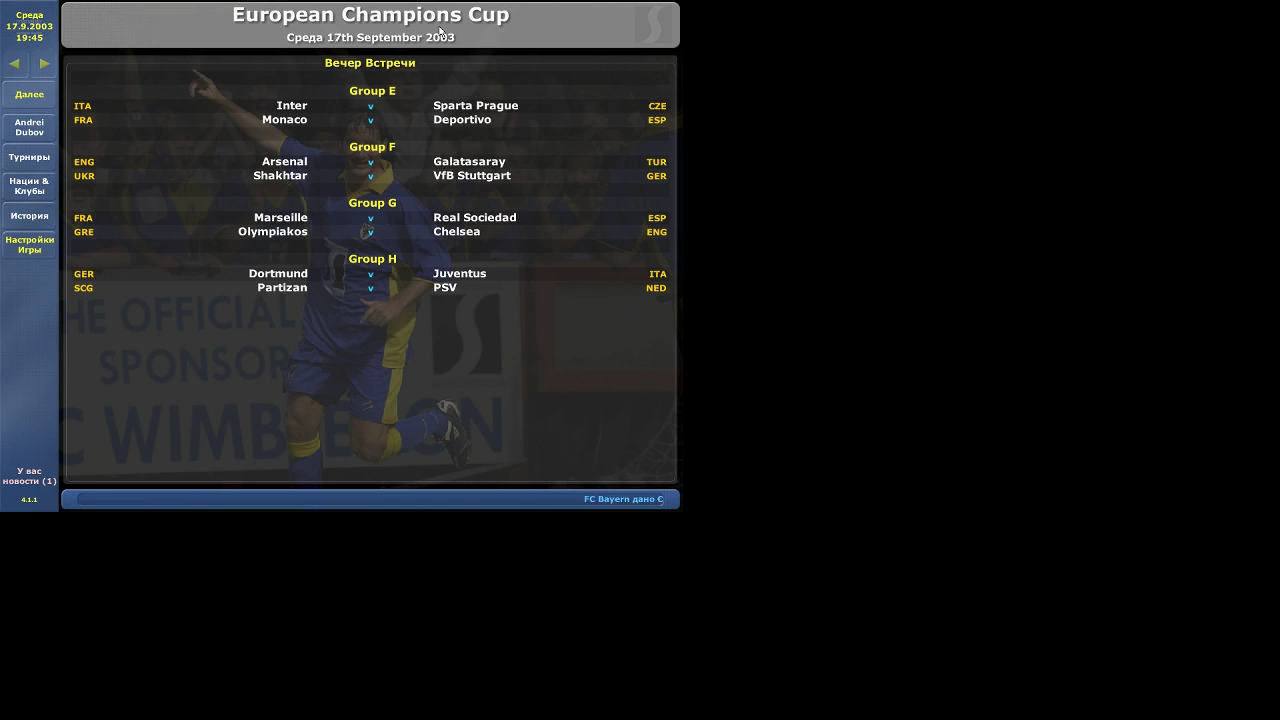 Среда
17.9.2003
19:45
Далее
Andrei
Dubov
Турниры
Нации &
Клубы
История
Настройки
Игры
У вас
новости (1)
4.1.1
European Champions Cup
Среда 17th September 2003
Вечер Встречи
Group E
ITA Inter v Sparta Prague CZE
FRA Monaco v Deportivo ESP
Group F
ENG Arsenal v Galatasaray TUR
UKR Shakhtar v VfB Stuttgart GER
Group G
FRA Marseille v Real Sociedad ESP
GRE Olympiakos v Chelsea ENG
Group H
GER Dortmund v Juventus ITA
SCG Partizan v PSV NED
THE OFFICIAL
SPONSOR
FC Bayern дано €